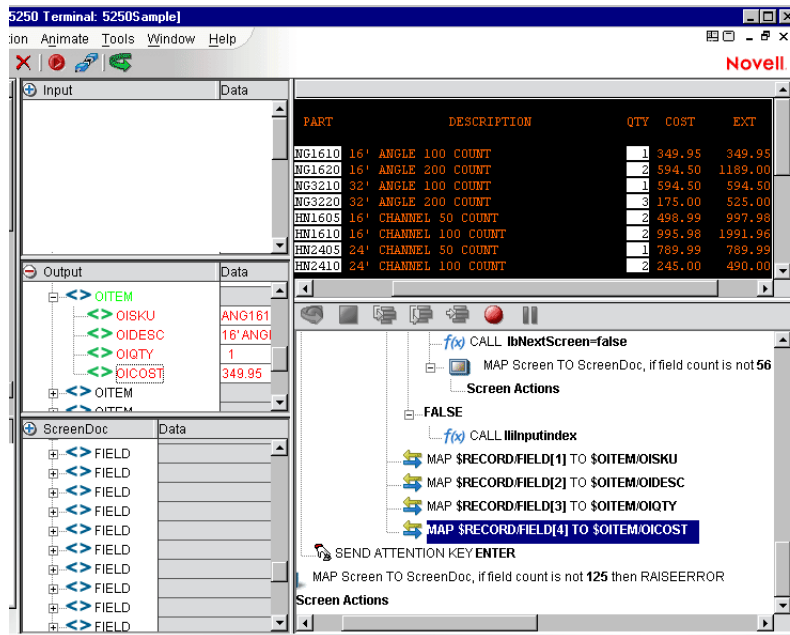 5250 Terminal: 5250Sample]
tion Animate Tools Window Help
Novell.
Input Data
PART DESCRIPTION QTY COST EXT
NG1610 16' ANGLE 100 COUNT 1 349.95 349.95
NG1620 16' ANGLE 200 COUNT 2 594.50 1189.00
NG3210 32' ANGLE 100 COUNT 1 594.50 594.50
NG3220 32' ANGLE 200 COUNT 3 175.00 525.00
HN1605 16' CHANNEL 50 COUNT 2 498.99 997.98
HN1610 16' CHANNEL 100 COUNT 2 995.98 1991.96
HN2405 24' CHANNEL 50 COUNT 1 789.99 789.99
HN2410 24' CHANNEL 100 COUNT 2 245.00 490.00
Output Data
OITEM
OISKU ANG161
OIDESC 16' ANGI
OIQTY 1
OICOST 349.95
OITEM
OITEM
ScreenDoc Data
FIELD
FIELD
FIELD
FIELD
FIELD
FIELD
FIELD
FIELD
FIELD
f(x) CALL lbNextScreen=false
MAP Screen TO ScreenDoc, if field count is not 56
Screen Actions
FALSE
f(x) CALL lliInputindex
MAP $RECORD/FIELD[1] TO $OITEM/OISKU
MAP $RECORD/FIELD[2] TO $OITEM/OIDESC
MAP $RECORD/FIELD[3] TO $OITEM/OIQTY
MAP $RECORD/FIELD[4] TO $OITEM/OICOST
SEND ATTENTION KEY ENTER
MAP Screen TO ScreenDoc, if field count is not 125 then RAISEERROR
Screen Actions